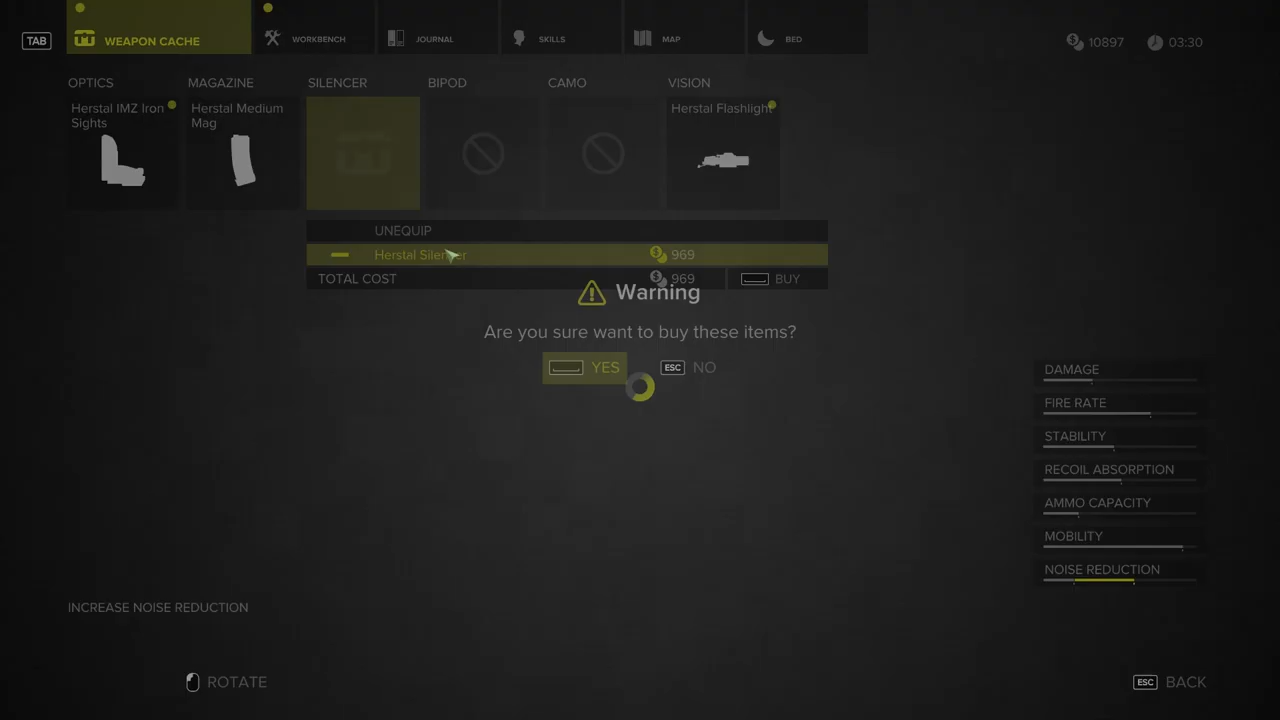 TAB
WEAPON CACHE
WORKBENCH
JOURNAL
SKILLS
MAP
BED
10897
03:30
OPTICS
MAGAZINE
SILENCER
BIPOD
CAMO
VISION
Herstal IMZ Iron
Sights
Herstal Medium
Mag
Herstal Flashlight
UNEQUIP
Herstal Silencer
969
TOTAL COST
969
BUY
Warning
Are you sure want to buy these items?
YES
ESC NO
DAMAGE
FIRE RATE
STABILITY
RECOIL ABSORPTION
AMMO CAPACITY
MOBILITY
NOISE REDUCTION
INCREASE NOISE REDUCTION
ROTATE
ESC BACK